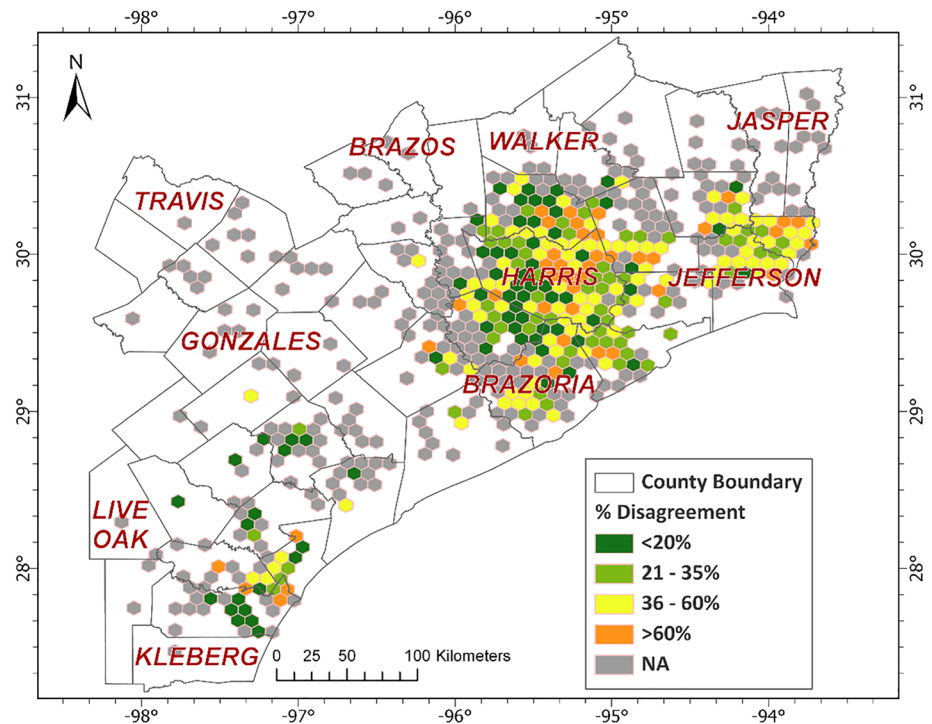 -98° -97° -96° -95° -94°
N
31° 31°
JASPER
BRAZOS WALKER
TRAVIS
30° 30°
HARRIS JEFFERSON
GONZALES
BRAZORIA
29° 29°
County Boundary
% Disagreement
LIVE
OAK
<20%
28° 28°
21 - 35%
36 - 60%
>60%
KLEBERG
0 25 50 100 Kilometers
NA
-98° -97° -96° -95° -94°